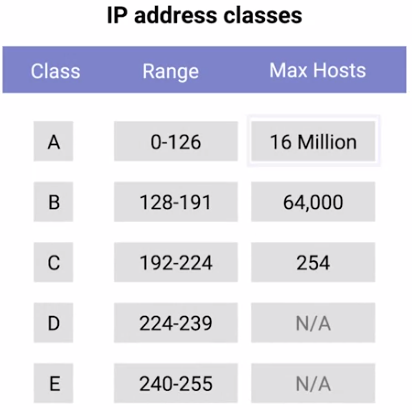 IP address classes
Class Range Max Hosts
A 0-126 16 Million
B 128-191 64,000
C 192-224 254
D 224-239 N/A
E 240-255 N/A